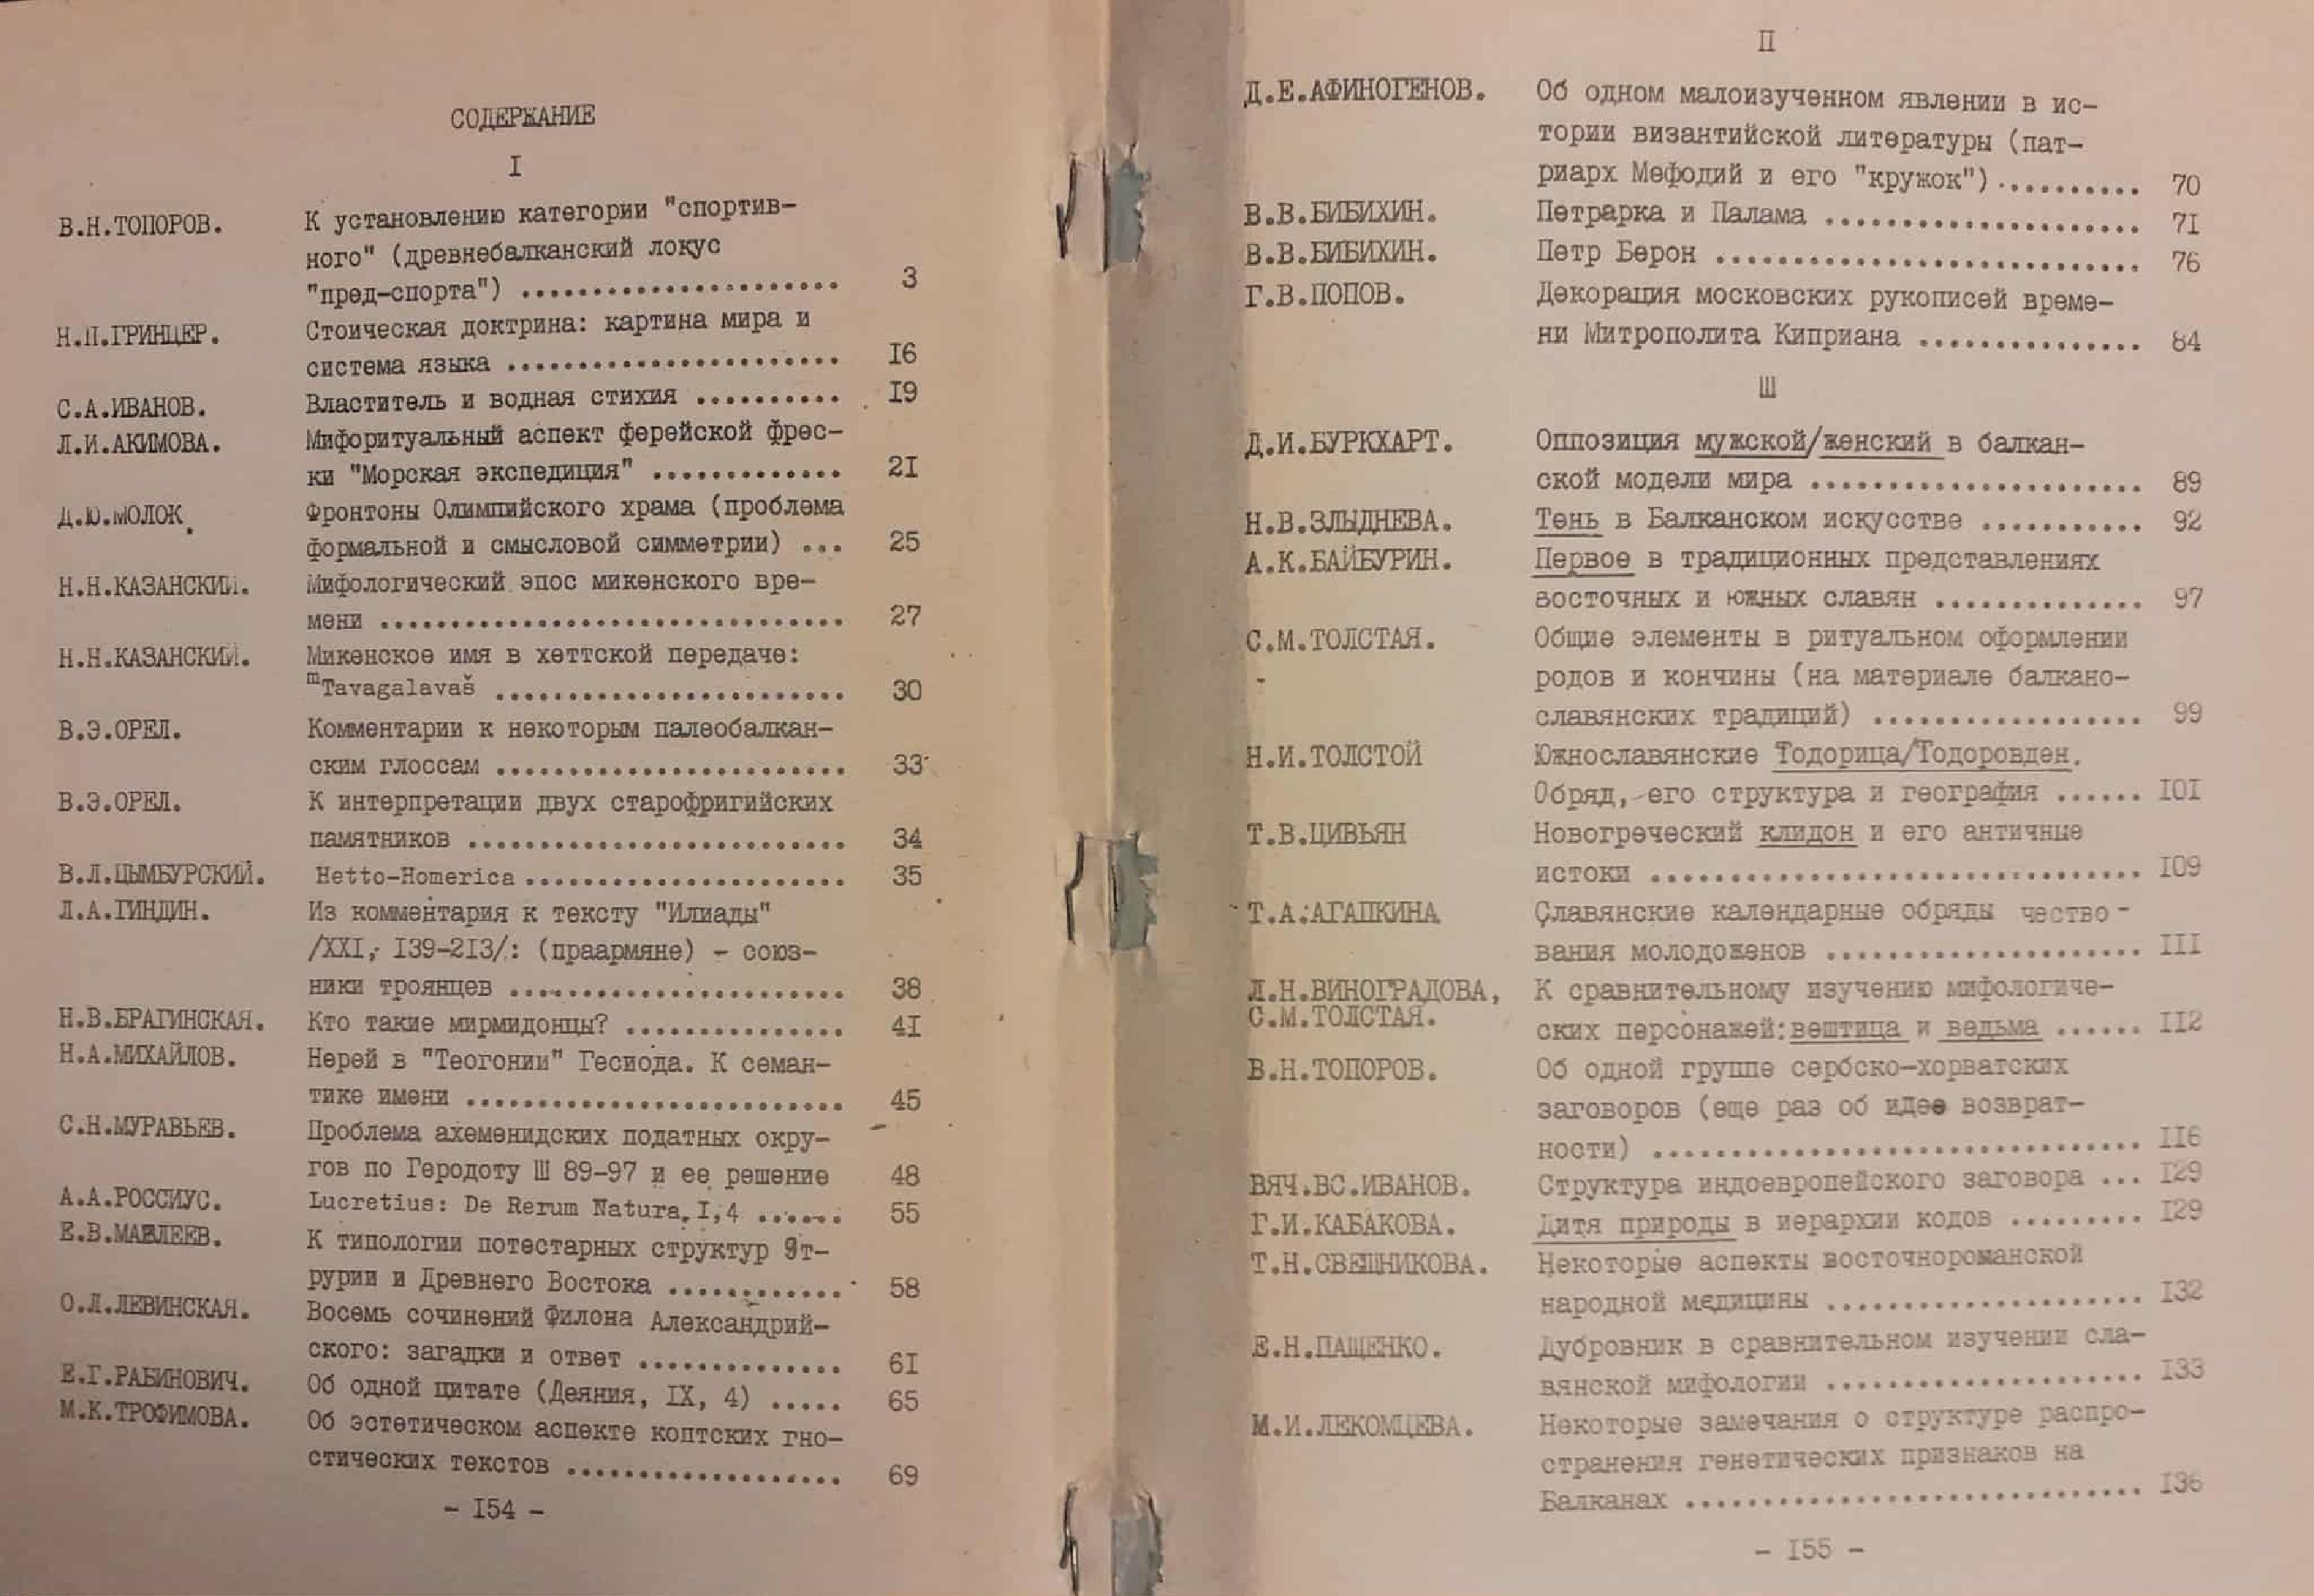 СОДЕРЖАНИЕ
I
В.Н.ТОПОРОВ. К установлению категории "спортив-
ного" (древнебалканский локус
"пред-спорта") ...................... 3
Н.П.ГРИНЦЕР. Стоическая доктрина: картина мира и
система языка ....................... I6
С.А.ИВАНОВ. Властитель и водная стихия .......... I9
Л.И.АКИМОВА. Мифоритуальный аспект ферейской фрес-
ки "Морская экспедиция" ............. 2I
Д.Ю.МОЛОК. Фронтоны Олимпийского храма (проблема
формальной и смысловой симметрии) ... 25
Н.Н.КАЗАНСКИЙ. Мифологический эпос микенского вре-
мени ................................ 27
Н.Н.КАЗАНСКИЙ. Микенское имя в хеттской передаче:
mTavagalavaš ........................ 30
В.Э.ОРЕЛ. Комментарии к некоторым палеобалкан-
ским глоссам ........................ 33
В.Э.ОРЕЛ. К интерпретации двух старофригийских
памятников .......................... 34
В.Л.ЦЫМБУРСКИЙ. Hetto-Homerica ...................... 35
Л.А.ГИНДИН. Из комментария к тексту "Илиады"
/XXI, I39-2I3/: (праармяне) - союз-
ники троянцев ....................... 38
Н.В.БРАГИНСКАЯ. Кто такие мирмидонцы? ............... 4I
Н.А.МИХАЙЛОВ. Нерей в "Теогонии" Гесиода. К семан-
тике имени .......................... 45
С.Н.МУРАВЬЕВ. Проблема ахеменидских податных окру-
гов по Геродоту Ш 89-97 и ее решение 48
А.А.РОССИУС. Lucretius: De Rerum Natura, I,4 ...... 55
Е.В.МАВЛЕЕВ. К типологии потестарных структур Эт-
рурии и Древнего Востока ............ 58
О.Л.ЛЕВИНСКАЯ. Восемь сочинений Филона Александрий-
ского: загадки и ответ .............. 6I
Е.Г.РАБИНОВИЧ. Об одной цитате (Деяния, IX, 4) ..... 65
М.К.ТРОФИМОВА. Об эстетическом аспекте коптских гно-
стических текстов ................... 69
- I54 -
П
Д.Е.АФИНОГЕНОВ. Об одном малоизученном явлении в ис-
тории византийской литературы (пат-
риарх Мефодий и его "кружок") .......... 70
В.В.БИБИХИН. Петрарка и Палама .................... 7I
В.В.БИБИХИН. Петр Берон ........................... 76
Г.В.ПОПОВ. Декорация московских рукописей време-
ни Митрополита Киприана ............... 84
Ш
Д.И.БУРКХАРТ. Оппозиция мужской/женский в балкан-
ской модели мира ..................... 89
Н.В.ЗЛЫДНЕВА. Тень в Балканском искусстве ........... 92
А.К.БАЙБУРИН. Первое в традиционных представлениях
восточных и южных славян .............. 97
С.М.ТОЛСТАЯ. Общие элементы в ритуальном оформлении
родов и кончины (на материале балкано-
славянских традиций) .................. 99
Н.И.ТОЛСТОЙ Южнославянские Тодорица/Тодоровден.
Обряд, его структура и география ...... I0I
Т.В.ЦИВЬЯН Новогреческий клидон и его античные
истоки ................................ I09
Т.А.АГАПКИНА Славянские календарные обряды чество-
вания молодоженов ..................... III
Л.Н.ВИНОГРАДОВА, К сравнительному изучению мифологиче-
С.М.ТОЛСТАЯ. ских персонажей: вештица и ведьма ...... II2
В.Н.ТОПОРОВ. Об одной группе сербско-хорватских
заговоров (еще раз об идее возврат-
ности) ................................ II6
ВЯЧ.ВС.ИВАНОВ. Структура индоевропейского заговора ... I29
Г.И.КАБАКОВА. Дитя природы в иерархии кодов ......... I29
Т.Н.СВЕШНИКОВА. Некоторые аспекты восточнороманской
народной медицины ..................... I32
Е.Н.ПАЩЕНКО. Дубровник в сравнительном изучении сла-
вянской мифологии ..................... I33
М.И.ЛЕКОМЦЕВА. Некоторые замечания о структуре распро-
странения генетических признаков на
Балканах .............................. I36
- I55 -